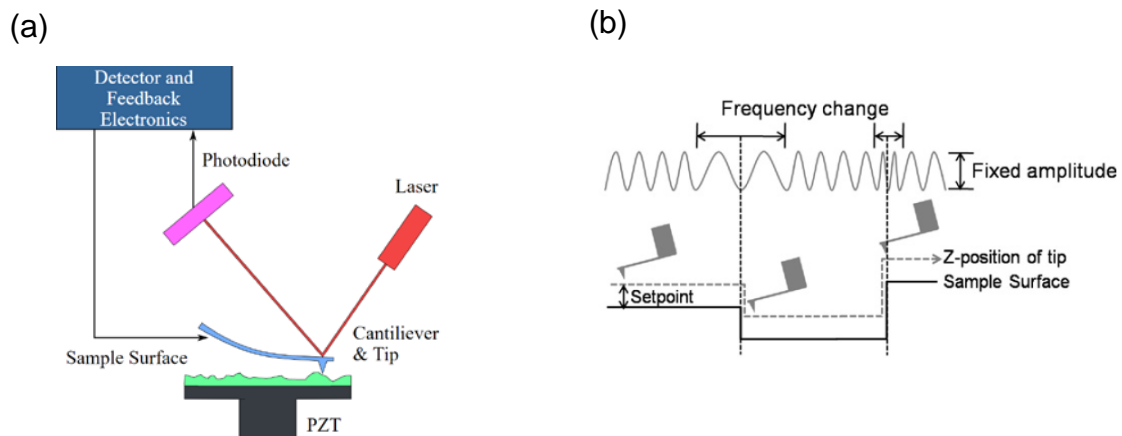 (a)
Detector and
Feedback
Electronics
Photodiode
Laser
Cantiliever
& Tip
Sample Surface
PZT
(b)
Frequency change
Fixed amplitude
Z-position of tip
Sample Surface
Setpoint